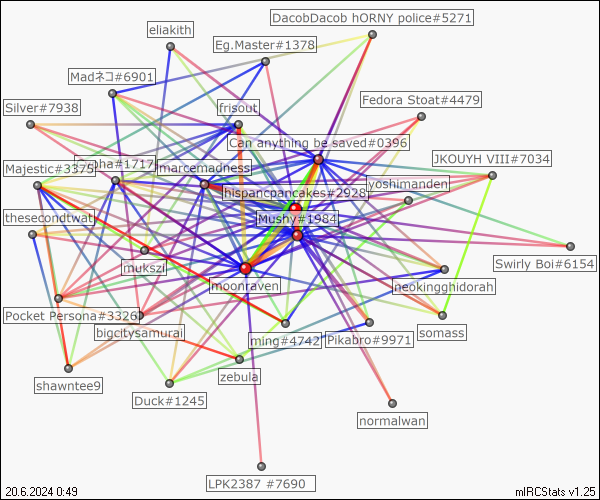 DacobDacob hORNY police#5271
eliakith
Eg.Master#1378
Madネコ#6901
Silver#7938
frisout
Fedora Stoat#4479
Can anything be saved#0396
JKOUYH VIII#7034
Majestic#3375
#1717
marcemadness
hispancoancakes#2928
yoshimanden
thesecondtwat
Mushy#1984
mukszi
Swirly Boi#6154
moonraven
neokingghidorah
Pocket Persona#3326
bigcitysamurai
ming#4742
Pikabro#9971
somass
shawntee9
zebula
Duck#1245
normalwan
LPK2387 #7690
20.6.2024 0:49
mIRCStats v1.25